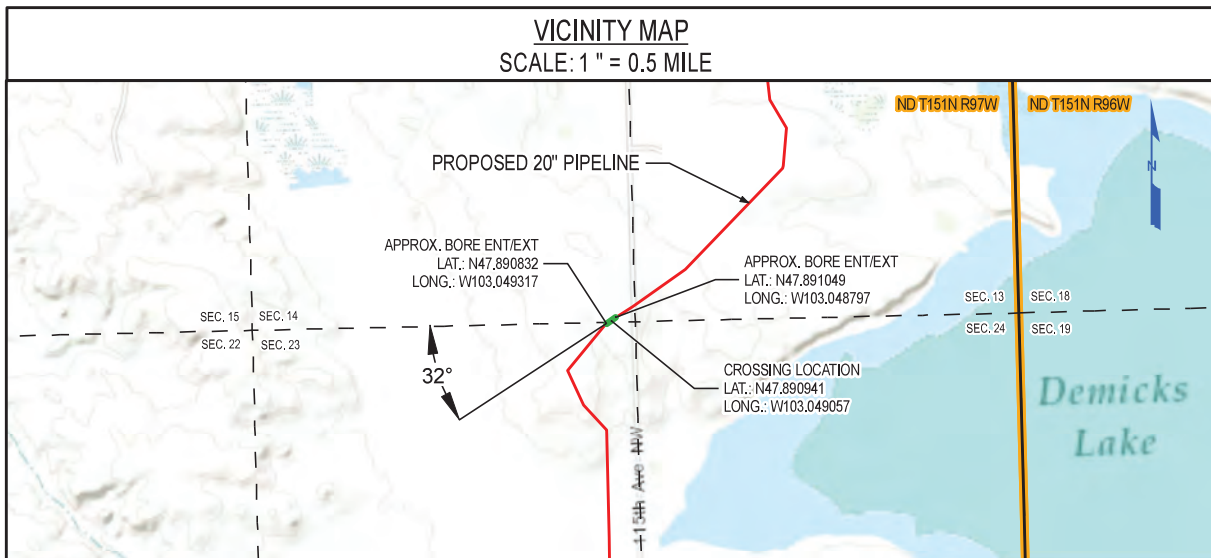 VICINITY MAP
SCALE: 1 " = 0.5 MILE
ND T151N R97W
ND T151N R96W
N
PROPOSED 20" PIPELINE
APPROX. BORE ENT/EXT
LAT.: N47.890832
LONG.: W103.049317
APPROX. BORE ENT/EXT
LAT.: N47.891049
LONG.: W103.048797
SEC. 15
SEC. 14
SEC. 22
SEC. 23
SEC. 13
SEC. 18
SEC. 24
SEC. 19
32°
CROSSING LOCATION
LAT.: N47.890941
LONG.: W103.049057
115th Ave NW
Demicks
Lake